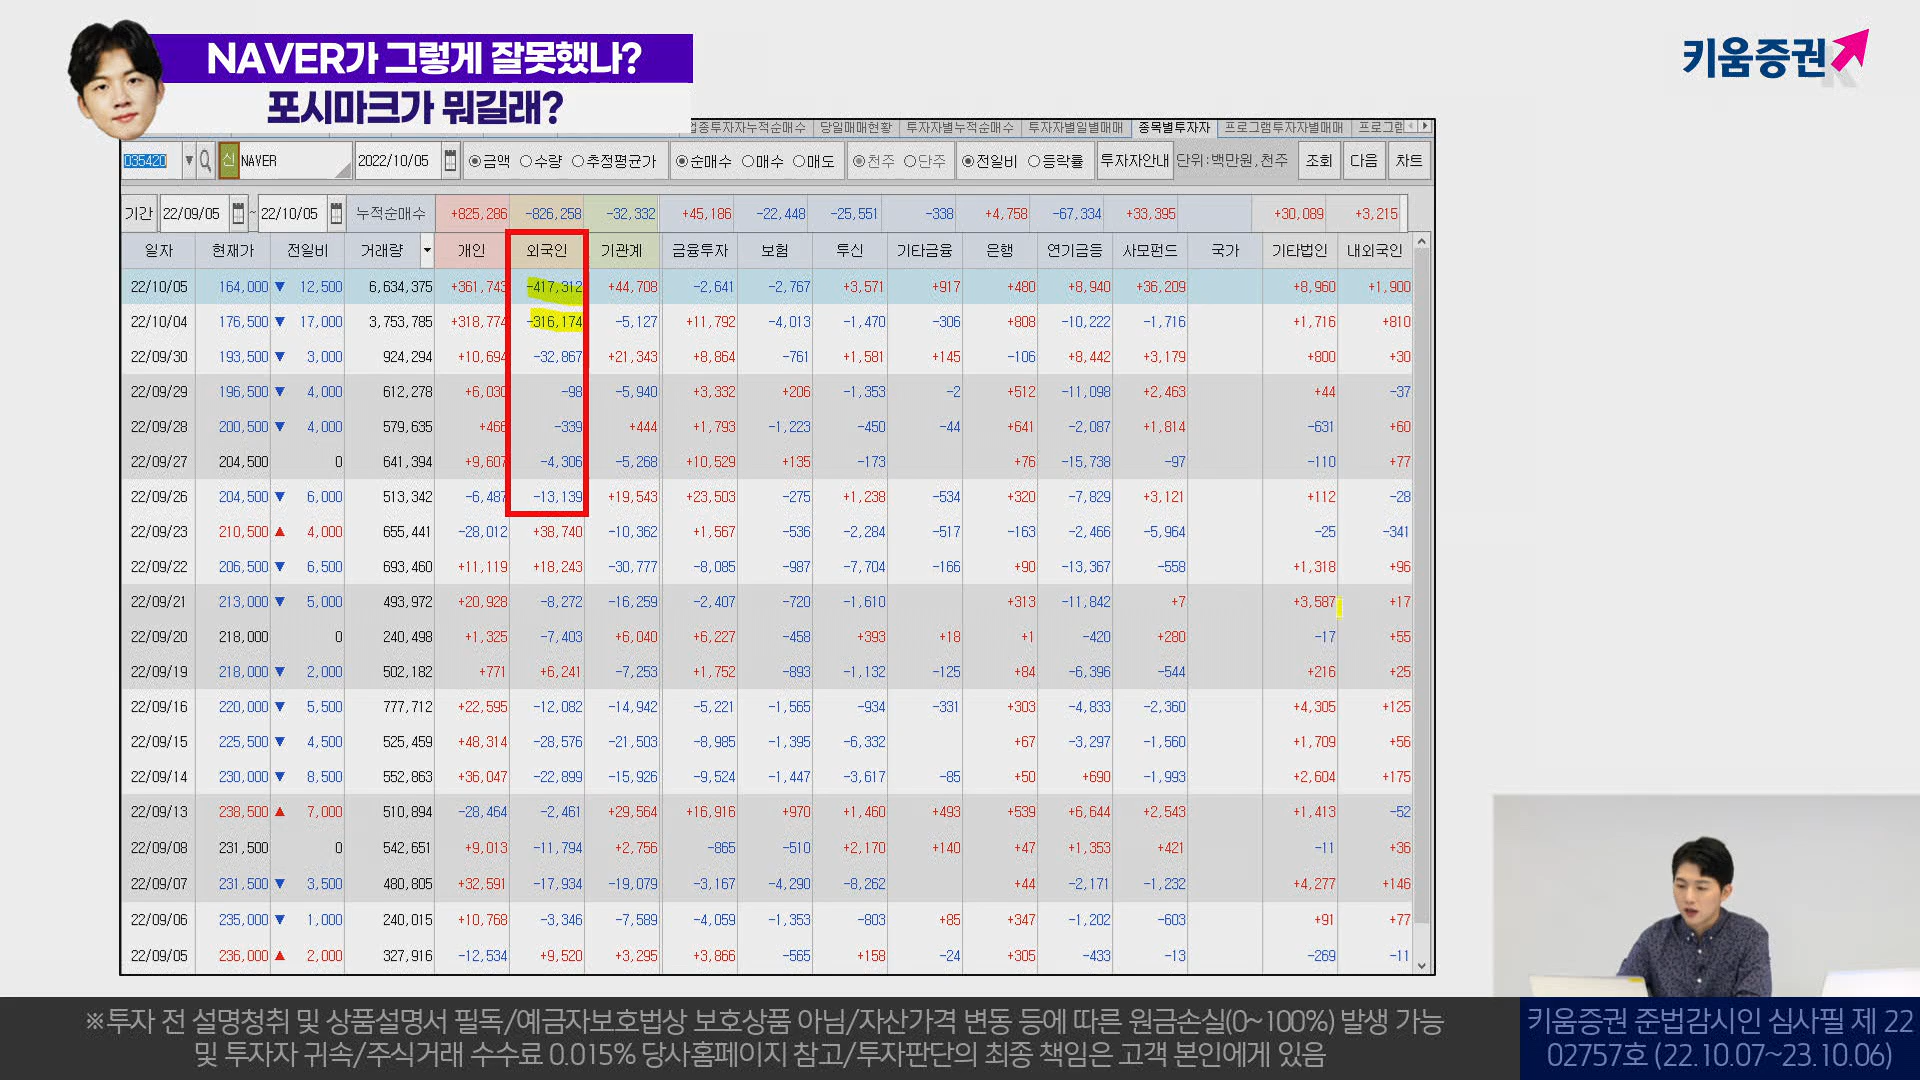 NAVER가 그렇게 잘못했나?
포시마크가 뭐길래?
키움증권
업종투자자누적순매수 당일매매현황 투자자별누적순매수 투자자별일별매매 종목별투자자 프로그램투자자별매매 프로그램
035420 신 NAVER 2022/10/05 금액 수량 추정평균가 순매수 매수 매도 천주 단주 전일비 등락률 투자자안내 단위:백만원,천주 조회 다음 차트
기간 22/09/05 ~ 22/10/05 누적순매수 +825,286 -826,258 -32,332 +45,186 -22,448 -25,551 -338 +4,758 -67,334 +33,395 +30,089 +3,215
일자 현재가 전일비 거래량 개인 외국인 기관계 금융투자 보험 투신 기타금융 은행 연기금등 사모펀드 국가 기타법인 내외국인
22/10/05 164,000 ▼ 12,500 6,634,375 +361,743 -417,312 +44,708 -2,641 -2,767 +3,571 +917 +480 +8,940 +36,209 +8,960 +1,900
22/10/04 176,500 ▼ 17,000 3,753,785 +318,774 -316,174 -5,127 +11,792 -4,013 -1,470 -306 +808 -10,222 -1,716 +1,716 +810
22/09/30 193,500 ▼ 3,000 924,294 +10,694 -32,867 +21,343 +8,864 -761 +1,581 +145 -106 +8,442 +3,179 +800 +30
22/09/29 196,500 ▼ 4,000 612,278 +6,030 -98 -5,940 +3,332 +206 -1,353 -2 +512 -11,098 +2,463 +44 -37
22/09/28 200,500 ▼ 4,000 579,635 +466 -339 +444 +1,793 -1,223 -450 -44 +641 -2,087 +1,814 -631 +60
22/09/27 204,500 0 641,394 +9,607 -4,306 -5,268 +10,529 +135 -173 +76 -15,738 -97 -110 +77
22/09/26 204,500 ▼ 6,000 513,342 -6,487 -13,139 +19,543 +23,503 -275 +1,238 -534 +320 -7,829 +3,121 +112 -28
22/09/23 210,500 ▲ 4,000 655,441 -28,012 +38,740 -10,362 +1,567 -536 -2,284 -517 -163 -2,466 -5,964 -25 -341
22/09/22 206,500 ▼ 6,500 693,460 +11,119 +18,243 -30,777 -8,085 -987 -7,704 -166 +90 -13,367 -558 +1,318 +96
22/09/21 213,000 ▼ 5,000 493,972 +20,928 -8,272 -16,259 -2,407 -720 -1,610 +313 -11,842 +7 +3,587 +17
22/09/20 218,000 0 240,498 +1,325 -7,403 +6,040 +6,227 -458 +393 +18 +1 -420 +280 -17 +55
22/09/19 218,000 ▼ 2,000 502,182 +771 +6,241 -7,253 +1,752 -893 -1,132 -125 +84 -6,396 -544 +216 +25
22/09/16 220,000 ▼ 5,500 777,712 +22,595 -12,082 -14,942 -5,221 -1,565 -934 -331 +303 -4,833 -2,360 +4,305 +125
22/09/15 225,500 ▼ 4,500 525,459 +48,314 -28,576 -21,503 -8,985 -1,395 -6,332 +67 -3,297 -1,560 +1,709 +56
22/09/14 230,000 ▼ 8,500 552,863 +36,047 -22,899 -15,926 -9,524 -1,447 -3,617 -85 +50 +690 -1,993 +2,604 +175
22/09/13 238,500 ▲ 7,000 510,894 -28,464 -2,461 +29,564 +16,916 +970 +1,460 +493 +539 +6,644 +2,543 +1,413 -52
22/09/08 231,500 0 542,651 +9,013 -11,794 +2,756 -865 -510 +2,170 +140 +47 +1,353 +421 -11 +36
22/09/07 231,500 ▼ 3,500 480,805 +32,591 -17,934 -19,079 -3,167 -4,290 -8,262 +44 -2,171 -1,232 +4,277 +146
22/09/06 235,000 ▼ 1,000 240,015 +10,768 -3,346 -7,589 -4,059 -1,353 -803 +85 +347 -1,202 -603 +91 +77
22/09/05 236,000 ▲ 2,000 327,916 -12,534 +9,520 +3,295 +3,866 -565 +158 -24 +305 -433 -13 -269 -11
※투자 전 설명청취 및 상품설명서 필독/예금자보호법상 보호상품 아님/자산가격 변동 등에 따른 원금손실(0~100%) 발생 가능
및 투자자 귀속/주식거래 수수료 0.015% 당사홈페이지 참고/투자판단의 최종 책임은 고객 본인에게 있음
키움증권 준법감시인 심사필 제 22
02757호 (22.10.07~23.10.06)